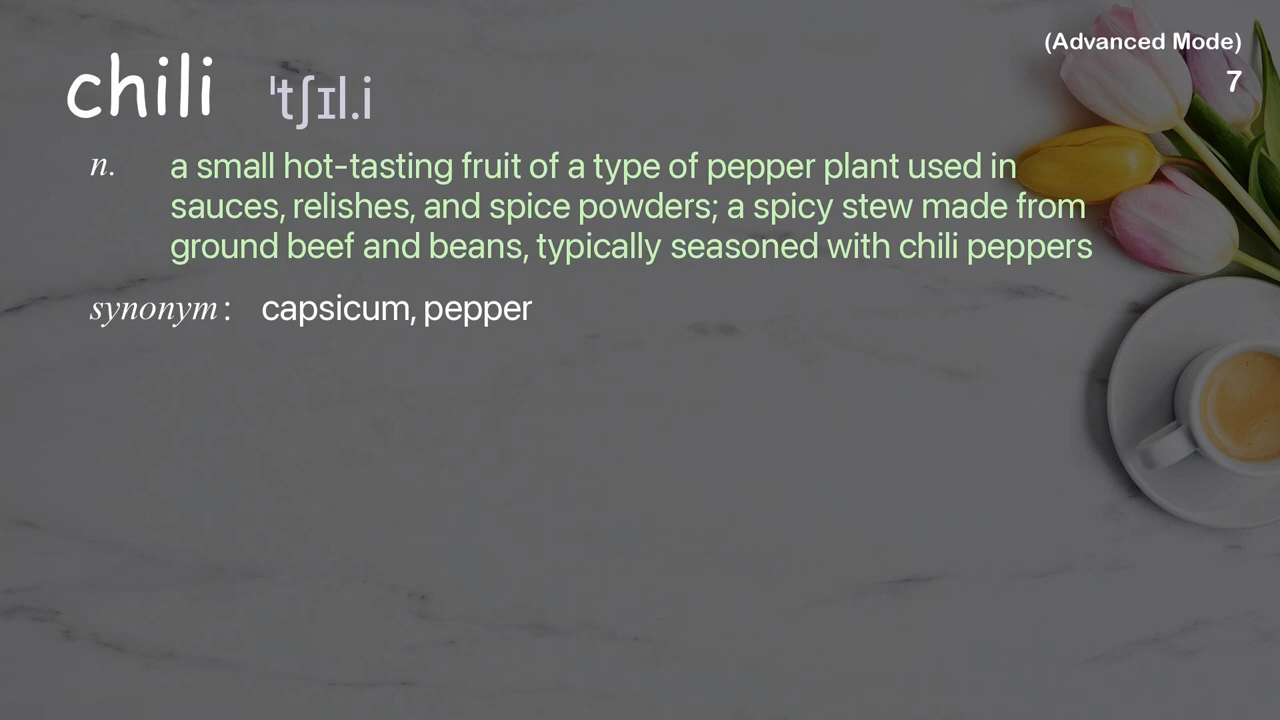 (Advanced Mode)
7
chili ˈtʃɪl.i
n. a small hot-tasting fruit of a type of pepper plant used in
sauces, relishes, and spice powders; a spicy stew made from
ground beef and beans, typically seasoned with chili peppers
synonym: capsicum, pepper